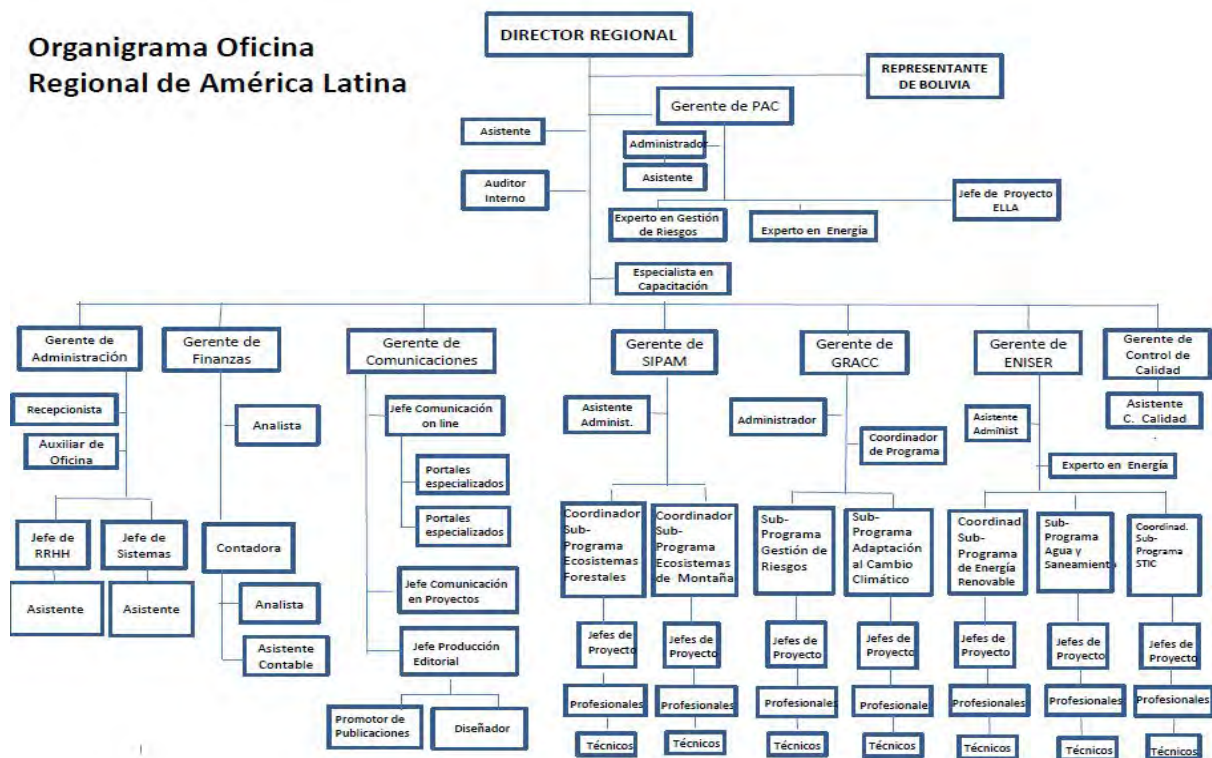 Organigrama Oficina
Regional de América Latina
DIRECTOR REGIONAL
REPRESENTANTE
DE BOLIVIA
Gerente de PAC
Asistente
Administrador
Asistente
Auditor
Interno
Jefe de Proyecto
ELLA
Experto en Gestión
de Riesgos
Experto en Energía
Especialista en
Capacitación
Gerente de
Administración
Gerente de
Finanzas
Gerente de
Comunicaciones
Gerente de
SIPAM
Gerente de
GRACC
Gerente de
ENISER
Gerente de
Control de
Calidad
Recepcionista
Auxiliar de
Oficina
Analista
Jefe Comunicación
on line
Portales
especializados
Portales
especializados
Asistente
Administ.
Administrador
Coordinador
de Programa
Asistente
Administ
Experto en Energía
Asistente
C. Calidad
Jefe de
RRHH
Jefe de
Sistemas
Asistente
Asistente
Contadora
Analista
Asistente
Contable
Jefe Comunicación
en Proyectos
Jefe Producción
Editorial
Promotor de
Publicaciones
Diseñador
Coordinador
Sub-
Programa
Ecosistemas
Forestales
Coordinador
Sub-
Programa
Ecosistemas
de Montaña
Sub-
Programa
Gestión de
Riesgos
Sub-
Programa
Adaptación
al Cambio
Climático
Coordinad.
Sub-
Programa
de Energía
Renovable
Sub-
Programa
Agua y
Saneamiento
Coordinad.
Sub-
Programa
STIC
Jefes de
Proyecto
Jefes de
Proyecto
Jefes de
Proyecto
Jefes de
Proyecto
Jefes de
Proyecto
Jefes de
Proyecto
Jefes de
Proyecto
Profesionales
Profesionales
Profesionales
Profesionales
Profesionales
Profesionales
Profesionales
Técnicos
Técnicos
Técnicos
Técnicos
Técnicos
Técnicos
Técnicos